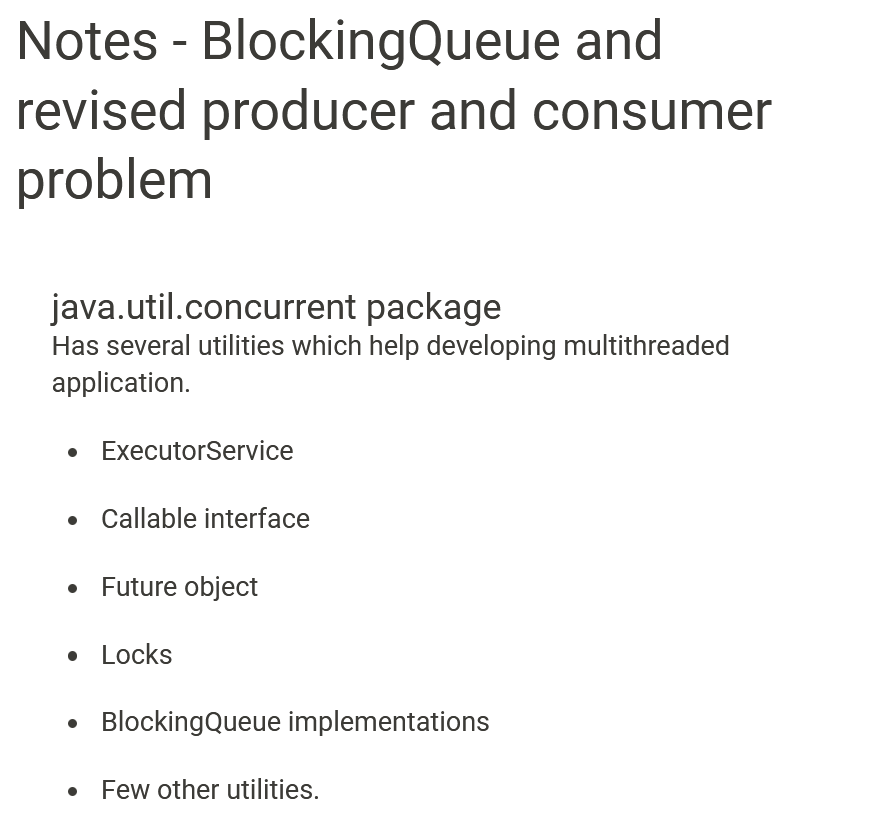 Notes - BlockingQueue and
revised producer and consumer
problem
java.util.concurrent package
Has several utilities which help developing multithreaded
application.
• ExecutorService
• Callable interface
• Future object
• Locks
• BlockingQueue implementations
• Few other utilities.